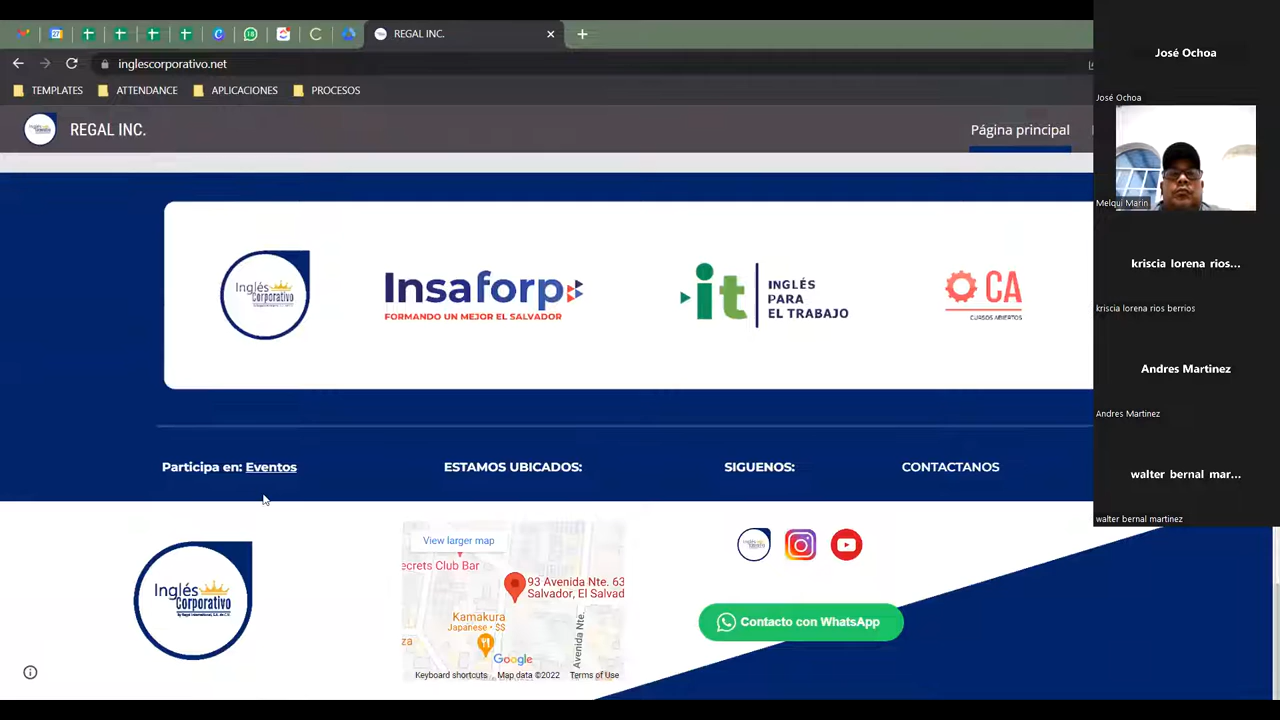 REGAL INC.
inglescorporativo.net
TEMPLATES
ATTENDANCE
APLICACIONES
PROCESOS
REGAL INC.
Página principal
Inglés
Corporativo
Insaforp
FORMANDO UN MEJOR EL SALVADOR
it
INGLÉS
PARA
EL TRABAJO
CA
CURSOS ABIERTOS
Participa en: Eventos
ESTAMOS UBICADOS:
SIGUENOS:
CONTACTANOS
Inglés
Corporativo
View larger map
ecrets Club Bar
93 Avenida Nte. 63
Salvador, El Salvad
Kamakura
Japanese • $$
za
Avenida Nte.
Google
Keyboard shortcuts
Map data ©2022
Terms of Use
Contacto con WhatsApp
José Ochoa
José Ochoa
Melqui Marin
kriscia lorena rios...
kriscia lorena rios berrios
Andres Martinez
Andres Martinez
walter bernal mar...
walter bernal martinez